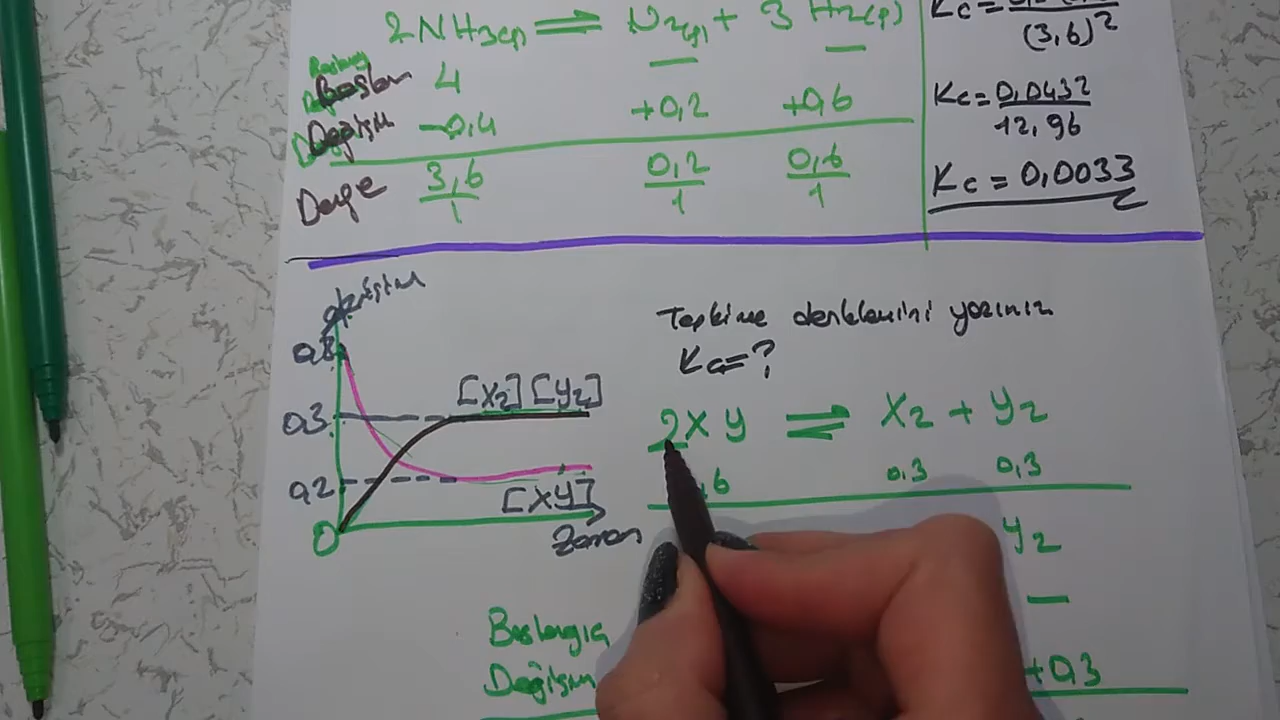 2NH3(g) ⇌ N2(g) + 3 H2(g)
4 — —
Değişim -0,4 +0,2 +0,6
Denge 3,6/1 0,2/1 0,6/1
(3,6)²
Kc = 0,0432/12,96
Kc = 0,0033
derişim
0,8
0,3
0,2
0
[X2] [Y2]
[XY]
Zaman
Tepkime denklemini yazınız
Kc=?
2XY ⇌ X2 + Y2
0,3 0,3
Y2
Başlangıç —
Değişim +0,3